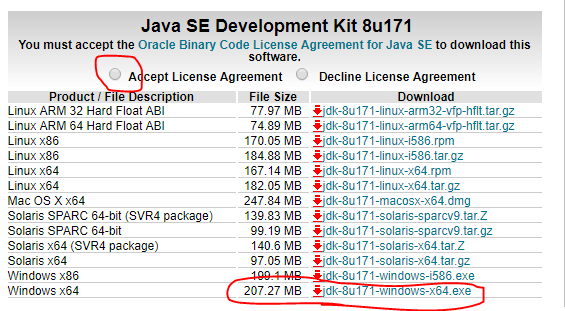 Java SE Development Kit 8u171
You must accept the Oracle Binary Code License Agreement for Java SE to download this
software.
Accept License Agreement Decline License Agreement
Product / File Description File Size Download
Linux ARM 32 Hard Float ABI 77.97 MB jdk-8u171-linux-arm32-vfp-hflt.tar.gz
Linux ARM 64 Hard Float ABI 74.89 MB jdk-8u171-linux-arm64-vfp-hflt.tar.gz
Linux x86 170.05 MB jdk-8u171-linux-i586.rpm
Linux x86 184.88 MB jdk-8u171-linux-i586.tar.gz
Linux x64 167.14 MB jdk-8u171-linux-x64.rpm
Linux x64 182.05 MB jdk-8u171-linux-x64.tar.gz
Mac OS X x64 247.84 MB jdk-8u171-macosx-x64.dmg
Solaris SPARC 64-bit (SVR4 package) 139.83 MB jdk-8u171-solaris-sparcv9.tar.Z
Solaris SPARC 64-bit 99.19 MB jdk-8u171-solaris-sparcv9.tar.gz
Solaris x64 (SVR4 package) 140.6 MB jdk-8u171-solaris-x64.tar.Z
Solaris x64 97.05 MB jdk-8u171-solaris-x64.tar.gz
Windows x86 199.1 MB jdk-8u171-windows-i586.exe
Windows x64 207.27 MB jdk-8u171-windows-x64.exe